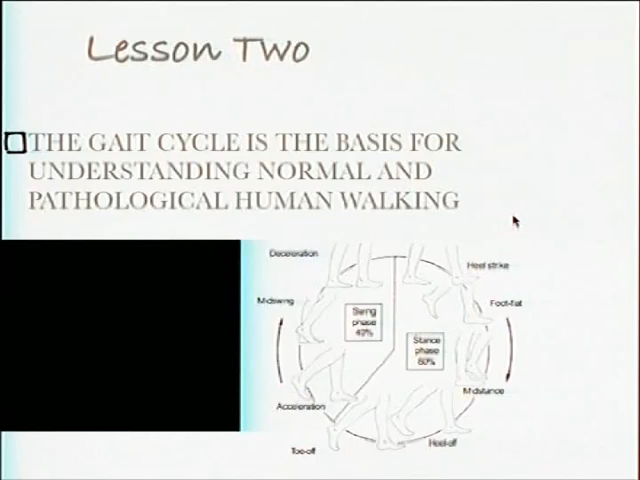 Lesson Two
THE GAIT CYCLE IS THE BASIS FOR
UNDERSTANDING NORMAL AND
PATHOLOGICAL HUMAN WALKING
Deceleration
Heel strike
Midswing
Foot-flat
Swing
phase
40%
Stance
phase
60%
Midstance
Acceleration
Heel-off
Toe-off